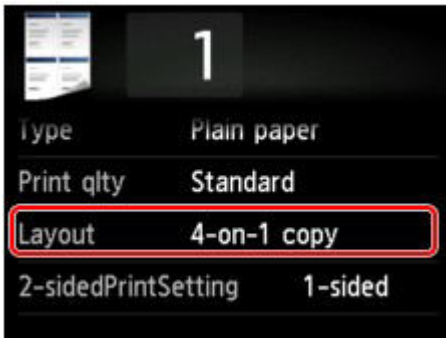 1
Type Plain paper
Print qlty Standard
Layout 4-on-1 copy
2-sidedPrintSetting 1-sided